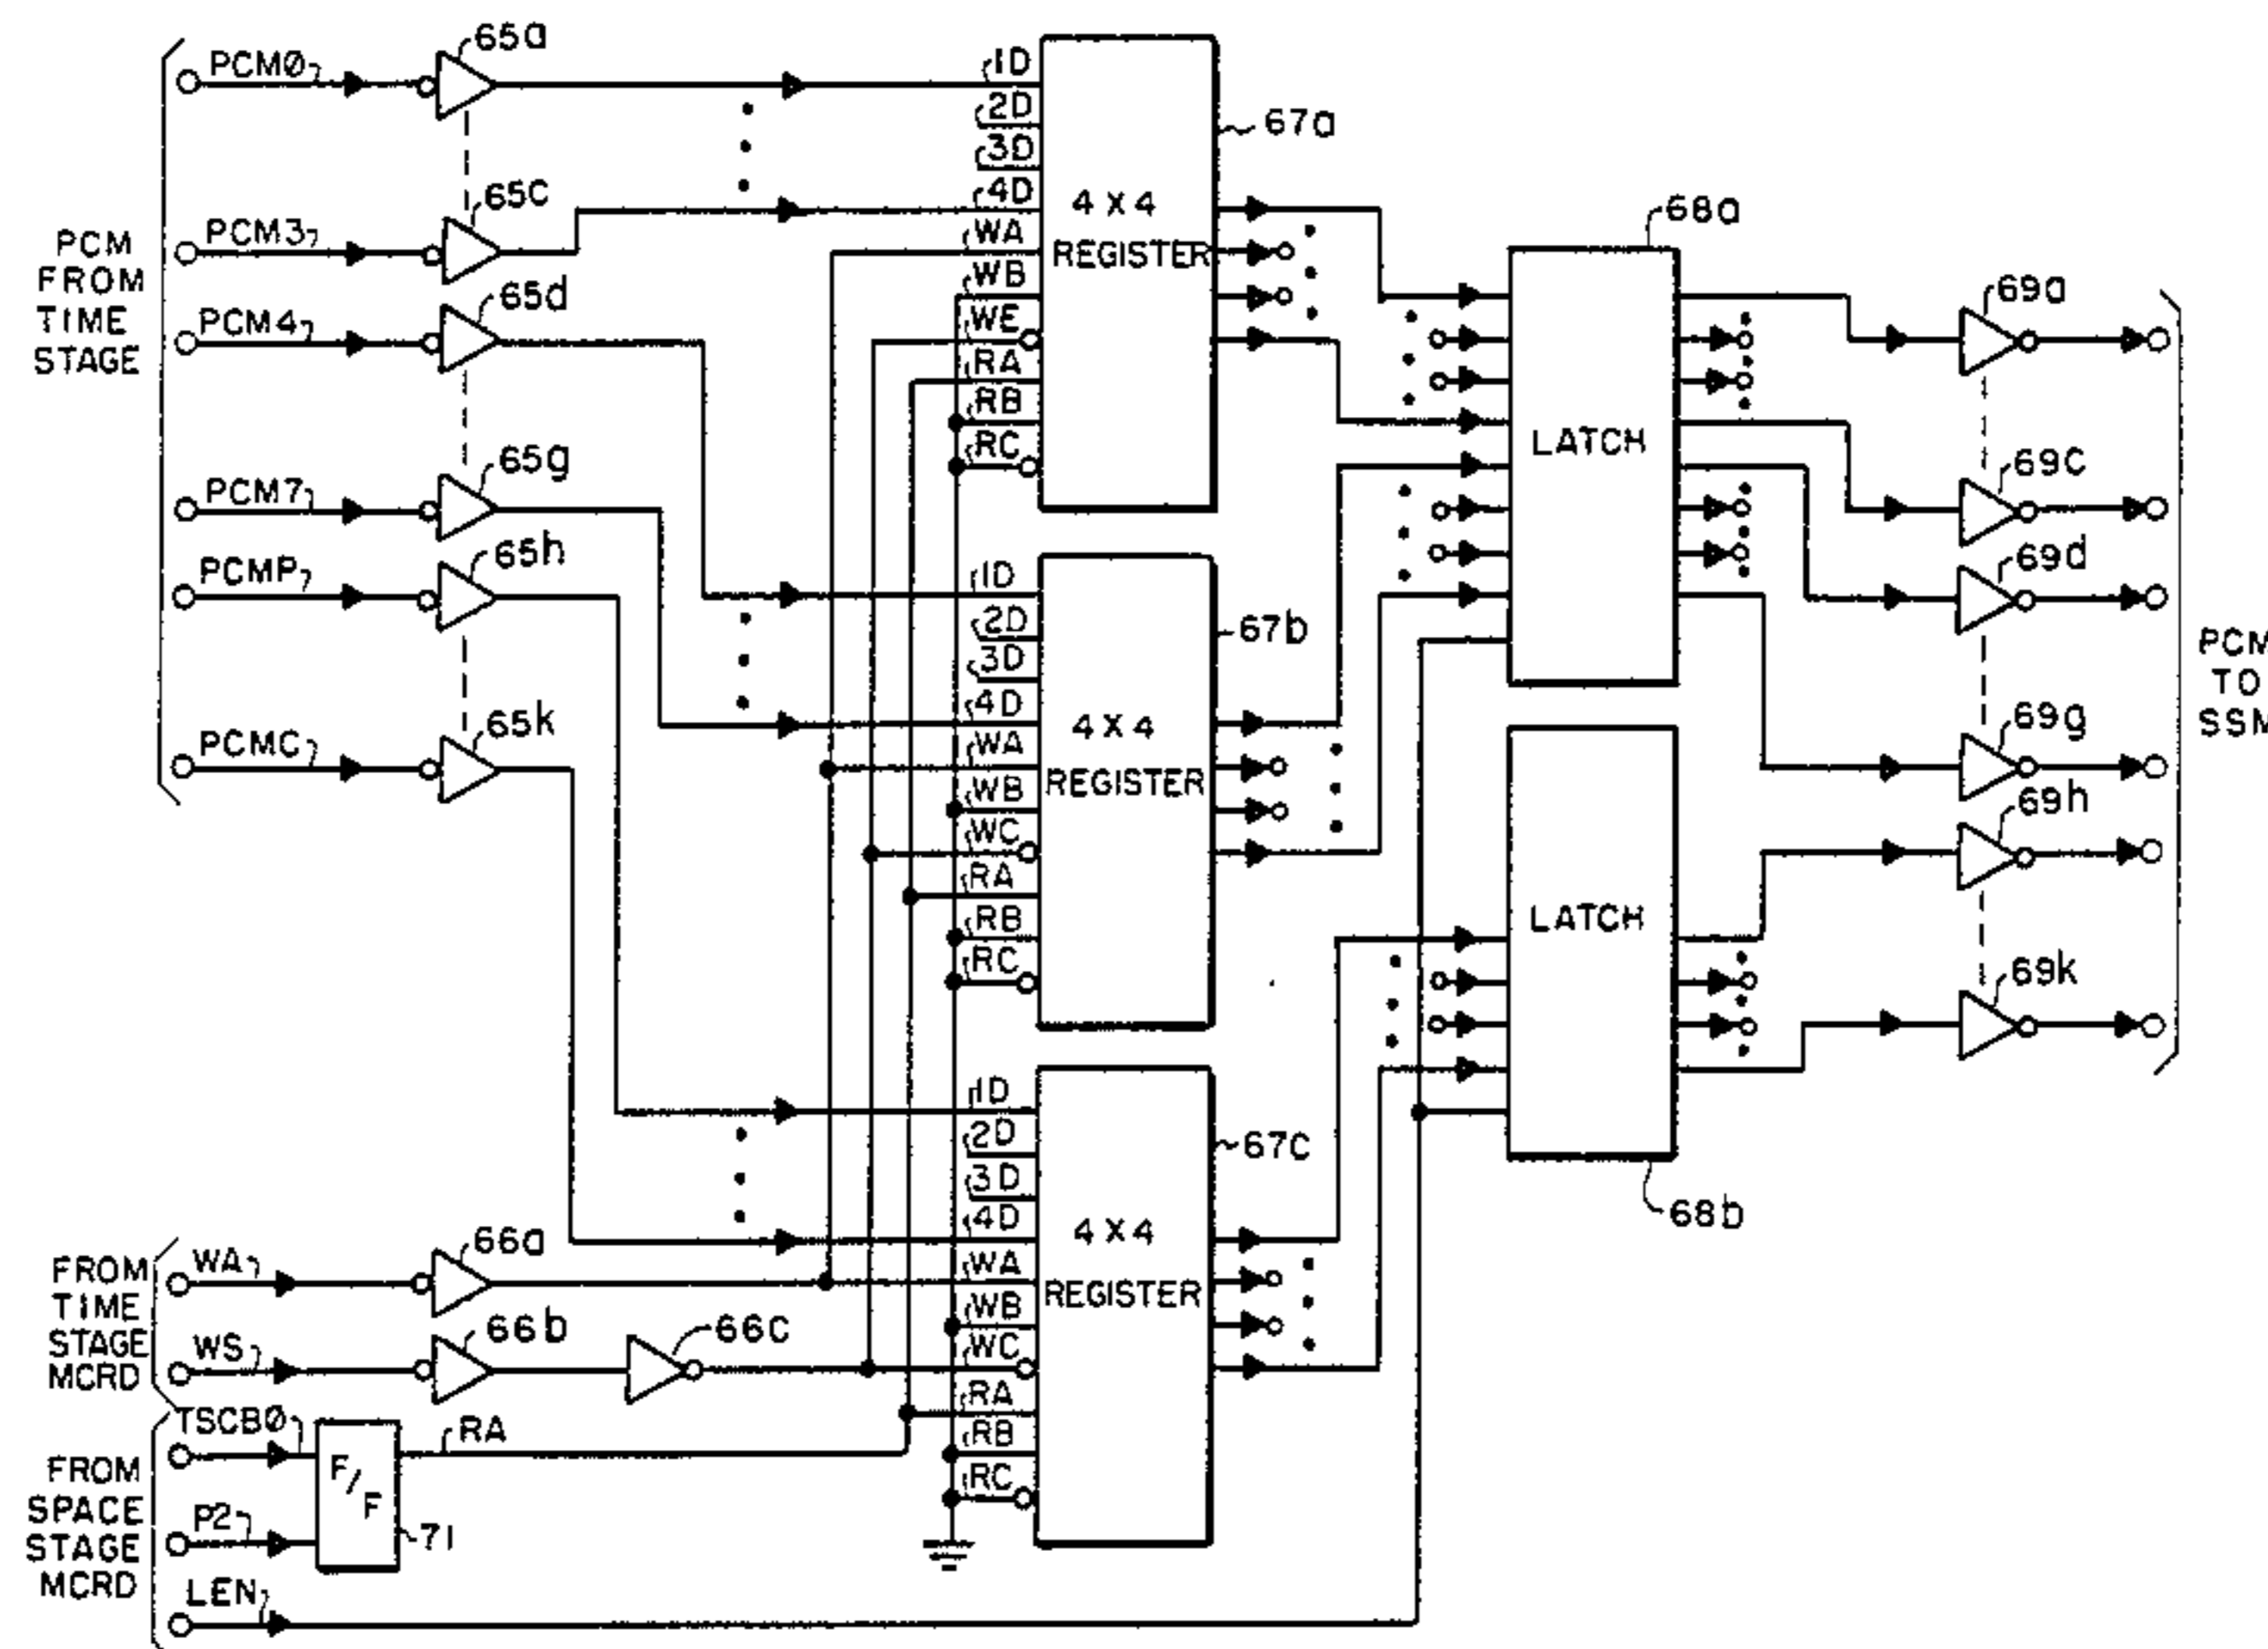 PCM
FROM
TIME
STAGE
PCMØ
PCM3
PCM4
PCM7
PCMP
PCMC
65a
65c
65d
65g
65h
65k
FROM
TIME
STAGE
MCRD
WA
WS
66a
66b
66c
FROM
SPACE
STAGE
MCRD
TSCBØ
P2
LEN
F/F
71
RA
1D
2D
3D
4D
WA
WB
WE
RA
RB
RC
4 X 4
REGISTER
67a
1D
2D
3D
4D
WA
WB
WC
RA
RB
RC
4 X 4
REGISTER
67b
1D
2D
3D
4D
WA
WB
WC
RA
RB
RC
4 X 4
REGISTER
67c
LATCH
68a
LATCH
68b
69a
69c
69d
69g
69h
69k
PCM
TO
SSM